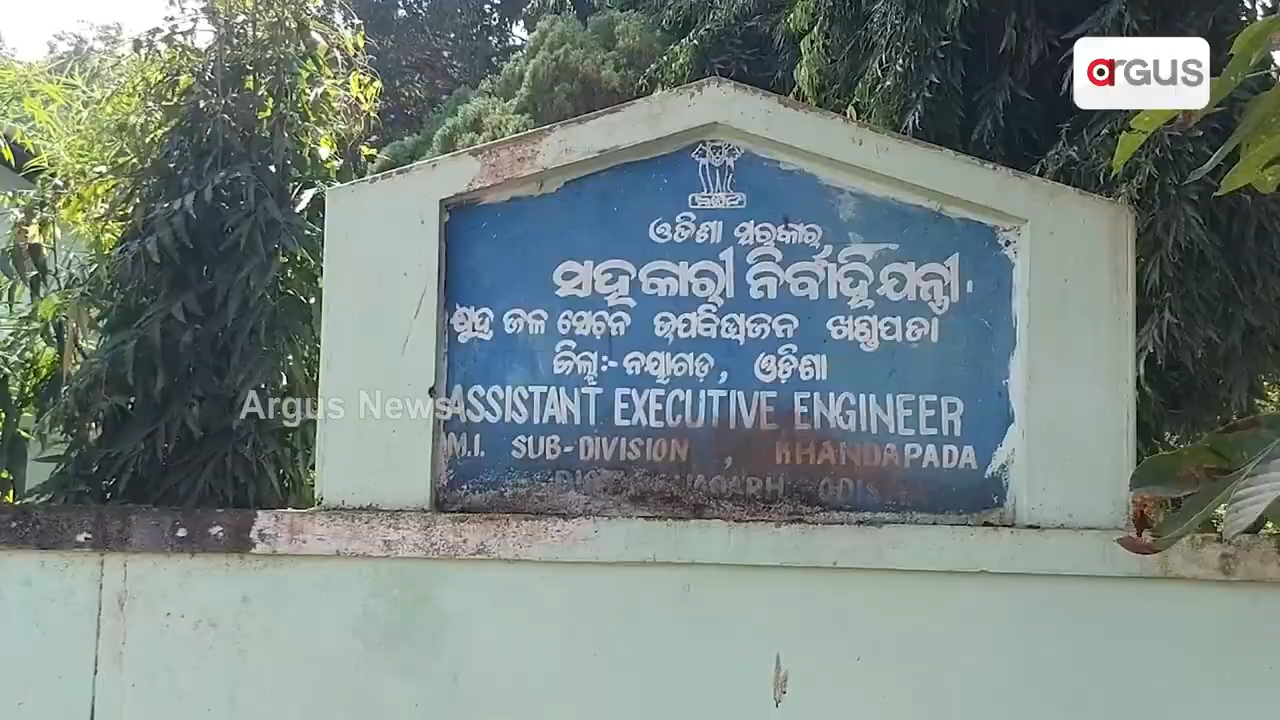 argus
ଓଡିଶା ସରକାର,
ସହକାରୀ ନିର୍ବାହୀଯନ୍ତ୍ରୀ
କ୍ଷୁଦ୍ର ଜଳ ସେଚନ ଉପବିଭାଜନ ଖଣ୍ଡପଡା
ଜିଲ୍ଲା:- ନୟାଗଡ଼, ଓଡ଼ିଶା
Argus News
ASSISTANT EXECUTIVE ENGINEER
M.I. SUB-DIVISION , KHANDAPADA